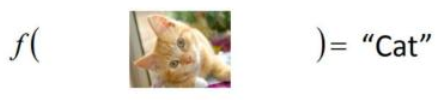 f( )= “Cat”